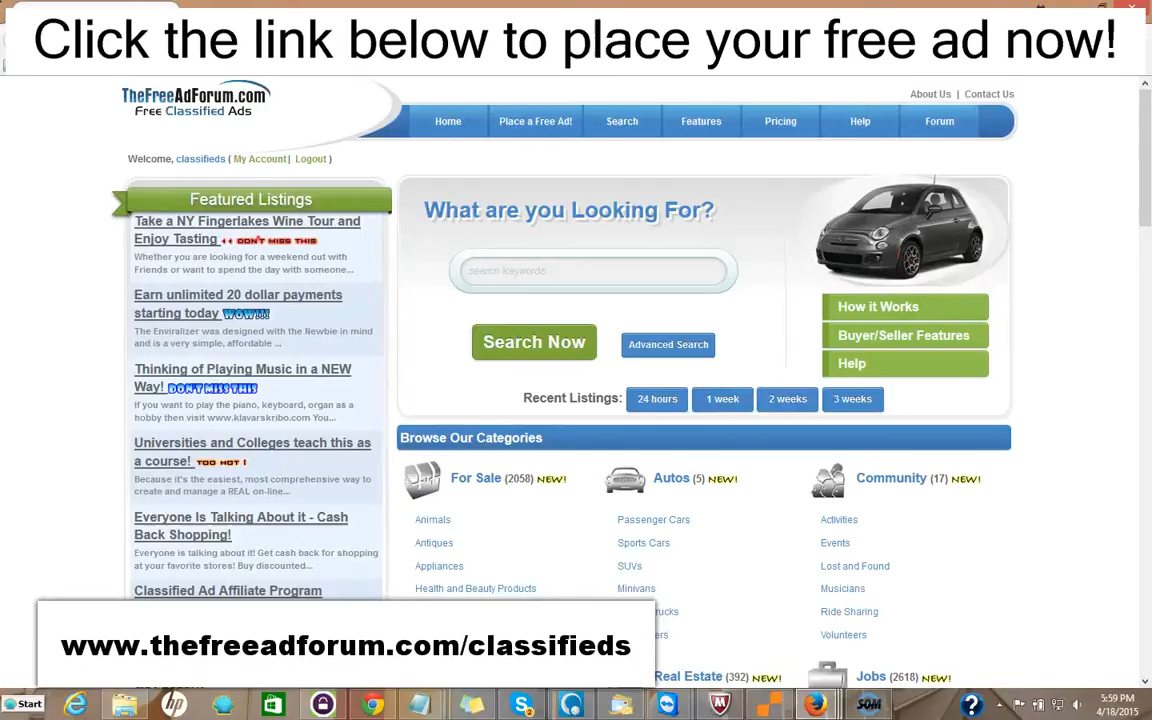 Click the link below to place your free ad now!
TheFreeAdForum.com
Free Classified Ads
About Us | Contact Us
Home Place a Free Ad! Search Features Pricing Help Forum
Welcome, classifieds ( My Account | Logout )
Featured Listings
Take a NY Fingerlakes Wine Tour and
Enjoy Tasting DON'T MISS THIS
Whether you are looking for a weekend out with
Friends or want to spend the day with someone...
Earn unlimited 20 dollar payments
starting today WOW!!!
The Enviralizer was designed with the Newbie in mind
and is a very simple, affordable ...
Thinking of Playing Music in a NEW
Way! DON'T MISS THIS
If you want to play the piano, keyboard, organ as a
hobby then visit www.klavarskribo.com You...
Universities and Colleges teach this as
a course! TOO HOT !
Because it's the easiest, most comprehensive way to
create and manage a REAL on-line...
Everyone Is Talking About it - Cash
Back Shopping!
Everyone is talking about it! Get cash back for shopping
at your favorite stores! Buy discounted...
Classified Ad Affiliate Program
What are you Looking For?
search keywords...
Search Now Advanced Search
How it Works
Buyer/Seller Features
Help
Recent Listings: 24 hours 1 week 2 weeks 3 weeks
Browse Our Categories
For Sale (2058) NEW!
Animals
Antiques
Appliances
Health and Beauty Products
Autos (5) NEW!
Passenger Cars
Sports Cars
SUVs
Minivans
rucks
ers
Real Estate (392) NEW!
Community (17) NEW!
Activities
Events
Lost and Found
Musicians
Ride Sharing
Volunteers
Jobs (2618) NEW!
www.thefreeadforum.com/classifieds
Start
hp
SOM
5:59 PM
4/18/2015